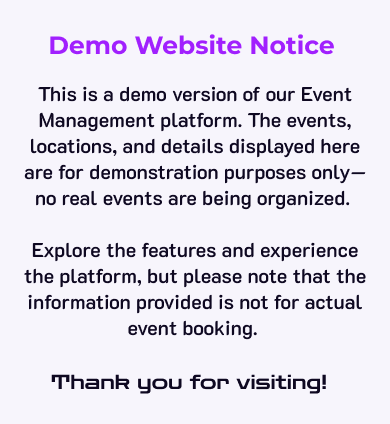 Demo Website Notice
This is a demo version of our Event
Management platform. The events,
locations, and details displayed here
are for demonstration purposes only—
no real events are being organized.
Explore the features and experience
the platform, but please note that the
information provided is not for actual
event booking.
Thank you for visiting!